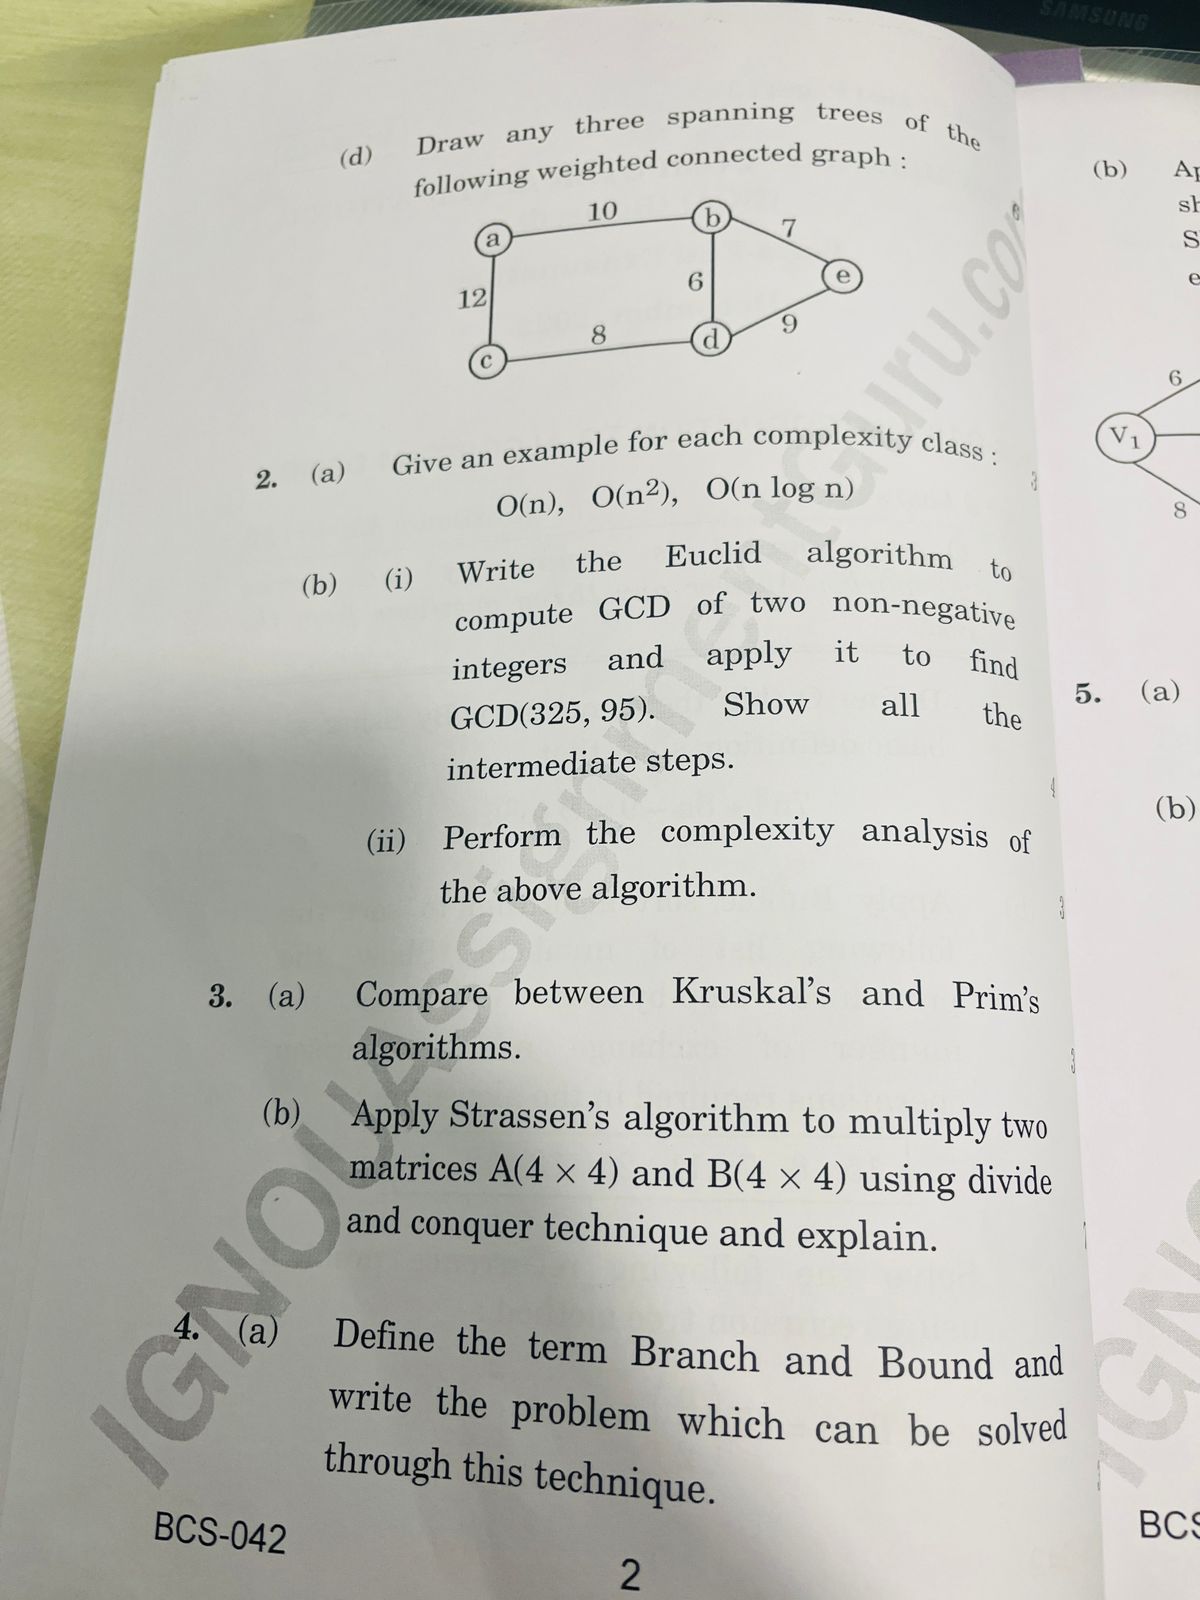 SAMSUNG
(d) Draw any three spanning trees of the
following weighted connected graph :
10
a
b
7
12
6
e
8
9
c
d
2. (a) Give an example for each complexity class :
O(n), O(n²), O(n log n)
(b) (i) Write the Euclid algorithm to
compute GCD of two non-negative
integers and apply it to find
GCD(325, 95). Show all the
intermediate steps.
(ii) Perform the complexity analysis of
the above algorithm.
3. (a) Compare between Kruskal's and Prim's
algorithms.
(b) Apply Strassen's algorithm to multiply two
matrices A(4 × 4) and B(4 × 4) using divide
and conquer technique and explain.
4. (a) Define the term Branch and Bound and
write the problem which can be solved
through this technique.
BCS-042
2
IGNOUAssignmentGuru.com
(b)
6
V1
8
5. (a)
(b)